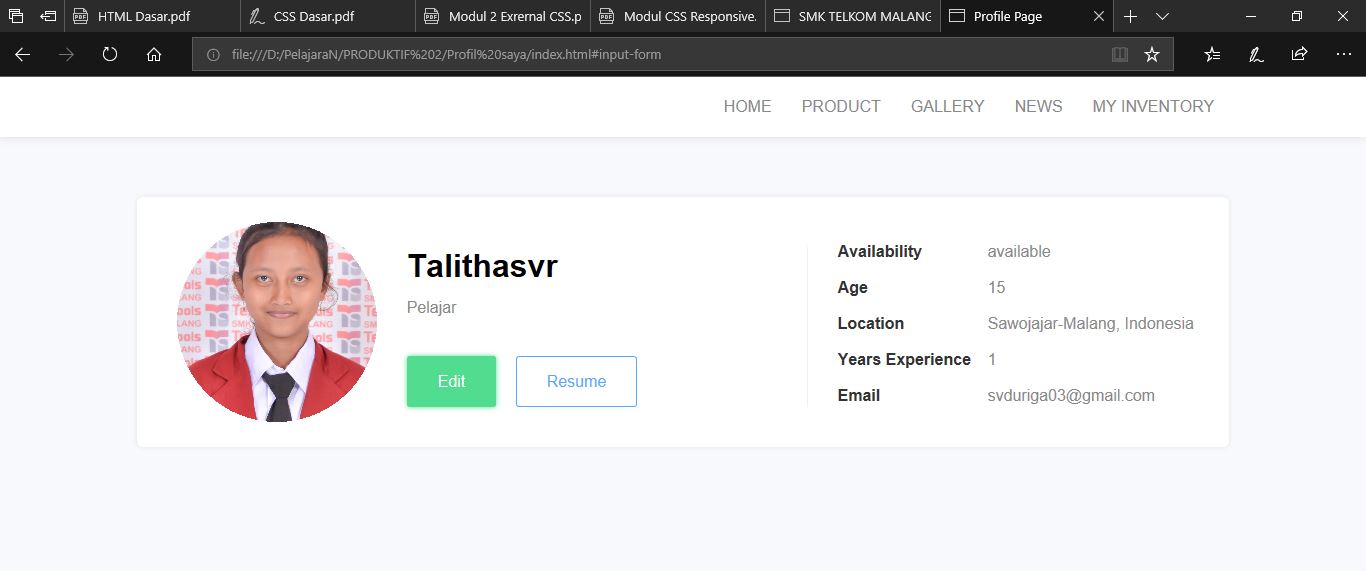 HTML Dasar.pdf
CSS Dasar.pdf
Modul 2 Exrernal CSS.p
Modul CSS Responsive.
SMK TELKOM MALANG
Profile Page
file:///D:/PelajaraN/PRODUKTIF%202/Profil%20saya/index.html#input-form
HOME PRODUCT GALLERY NEWS MY INVENTORY
Talithasvr
Pelajar
Edit
Resume
Availability available
Age 15
Location Sawojajar-Malang, Indonesia
Years Experience 1
Email svduriga03@gmail.com